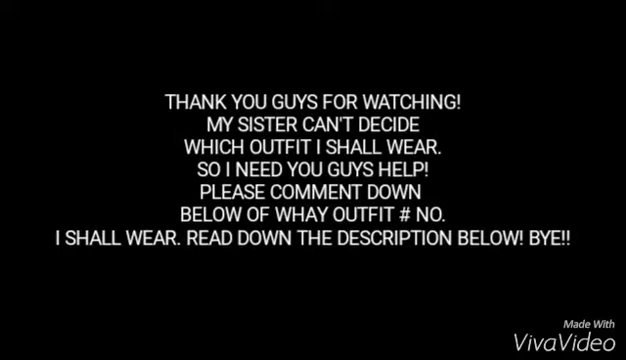 THANK YOU GUYS FOR WATCHING!
MY SISTER CAN'T DECIDE
WHICH OUTFIT I SHALL WEAR.
SO I NEED YOU GUYS HELP!
PLEASE COMMENT DOWN
BELOW OF WHAY OUTFIT # NO.
I SHALL WEAR. READ DOWN THE DESCRIPTION BELOW! BYE!!
Made With
VivaVideo